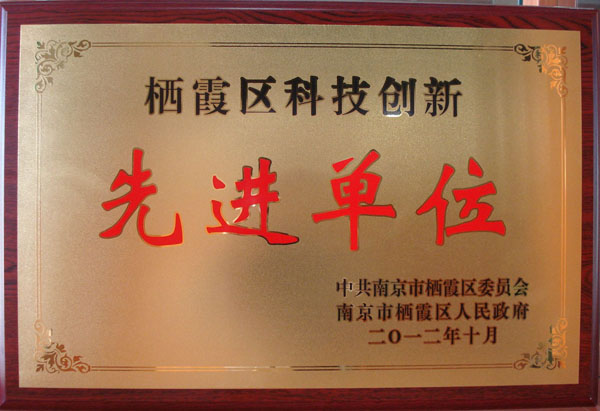 栖霞区科技创新
先进单位
中共南京市栖霞区委员会
南京市栖霞区人民政府
二〇一二年十月